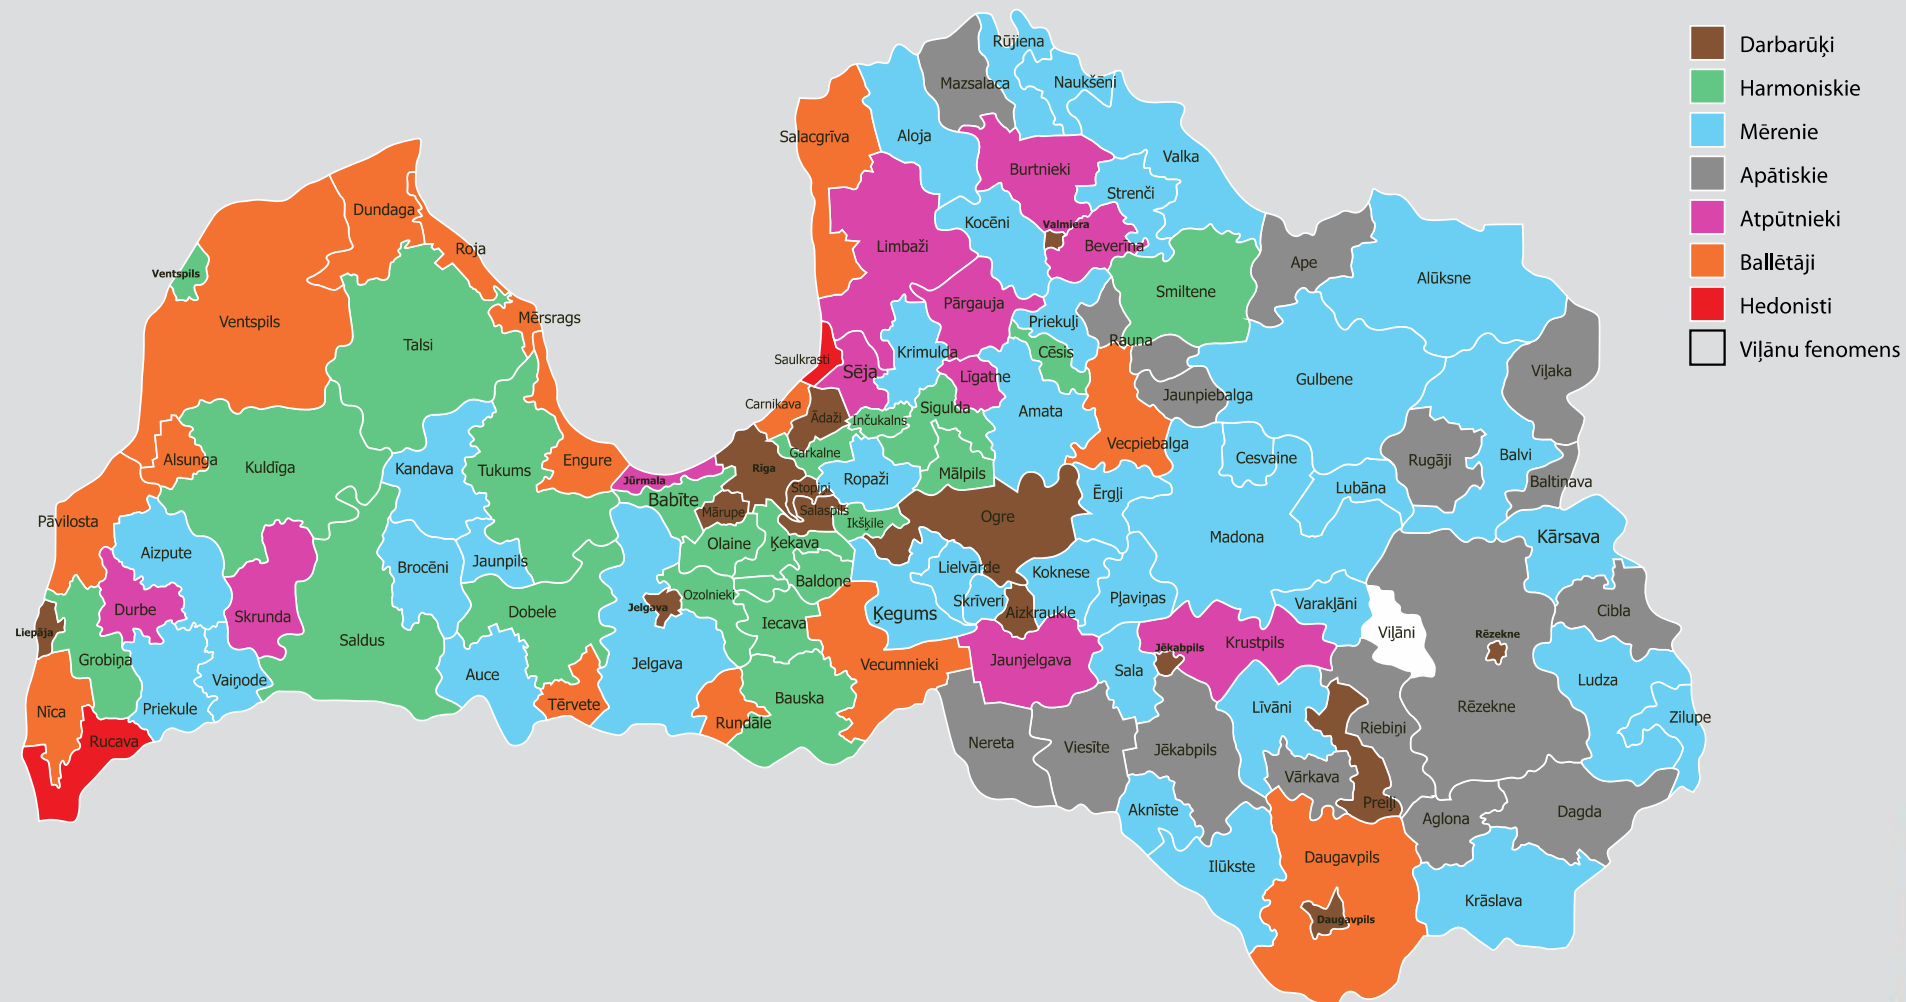 Darbarūķi
Harmoniskie
Mērenie
Apātiskie
Atpūtnieki
Ballētāji
Hedonisti
Viļānu fenomens
Rūjiena
Mazsalaca
Naukšēni
Salacgrīva
Aloja
Valka
Burtnieki
Strenči
Dundaga
Kocēni
Valmiera
Limbaži
Beverīna
Roja
Ape
Ventspils
Alūksne
Smiltene
Pārgauja
Mērsrags
Ventspils
Priekuļi
Rauna
Talsi
Krimulda
Cēsis
Saulkrasti
Sēja
Līgatne
Gulbene
Viļaka
Jaunpiebalga
Carnikava
Ādaži
Inčukalns
Sigulda
Amata
Vecpiebalga
Garkalne
Alsunga
Kuldīga
Kandava
Tukums
Engure
Rīga
Cesvaine
Rugāji
Balvi
Jūrmala
Stopiņi
Ropaži
Mālpils
Baltinava
Babīte
Lubāna
Ērgļi
Mārupe
Salaspils
Ogre
Pāvilosta
Ikšķile
Madona
Kārsava
Aizpute
Olaine
Ķekava
Brocēni
Jaunpils
Lielvārde
Koknese
Baldone
Ozolnieki
Skrīveri
Pļaviņas
Varakļāni
Durbe
Skrunda
Dobele
Jelgava
Iecava
Ķegums
Aizkraukle
Cibla
Liepāja
Saldus
Viļāni
Rēzekne
Krustpils
Jēkabpils
Grobiņa
Jelgava
Vecumnieki
Jaunjelgava
Sala
Vaiņode
Auce
Ludza
Bauska
Nīca
Priekule
Tērvete
Līvāni
Rēzekne
Zilupe
Rundāle
Riebiņi
Rucava
Nereta
Viesīte
Jēkabpils
Vārkava
Preiļi
Aknīste
Aglona
Dagda
Daugavpils
Ilūkste
Krāslava
Daugavpils